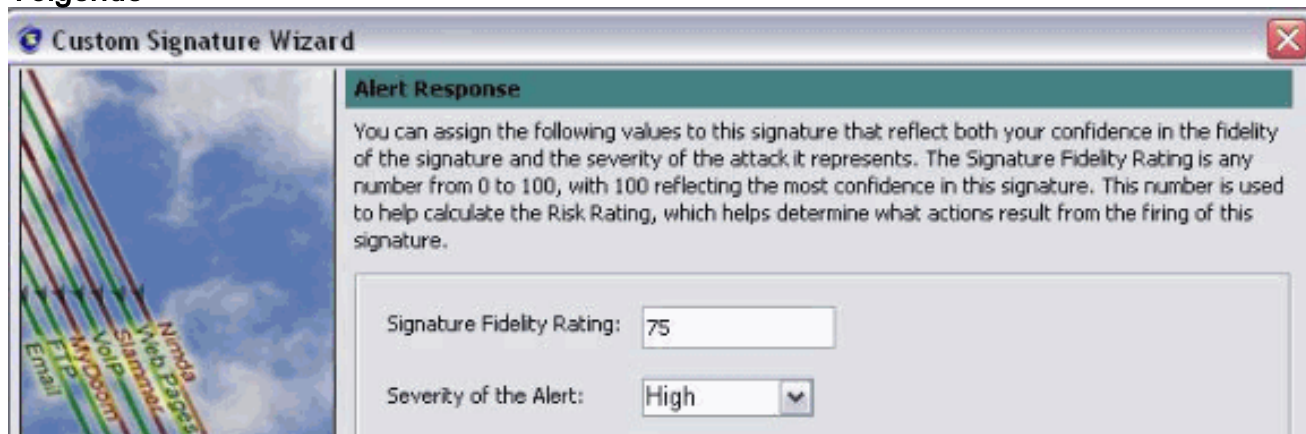 Custom Signature Wizard
Alert Response
You can assign the following values to this signature that reflect both your confidence in the fidelity
of the signature and the severity of the attack it represents. The Signature Fidelity Rating is any
number from 0 to 100, with 100 reflecting the most confidence in this signature. This number is used
to help calculate the Risk Rating, which helps determine what actions result from the firing of this
signature.
Signature Fidelity Rating: 75
Severity of the Alert: High
Nimda
Web Pages
Slammer
VoIP
MyDoom
FTP
Email